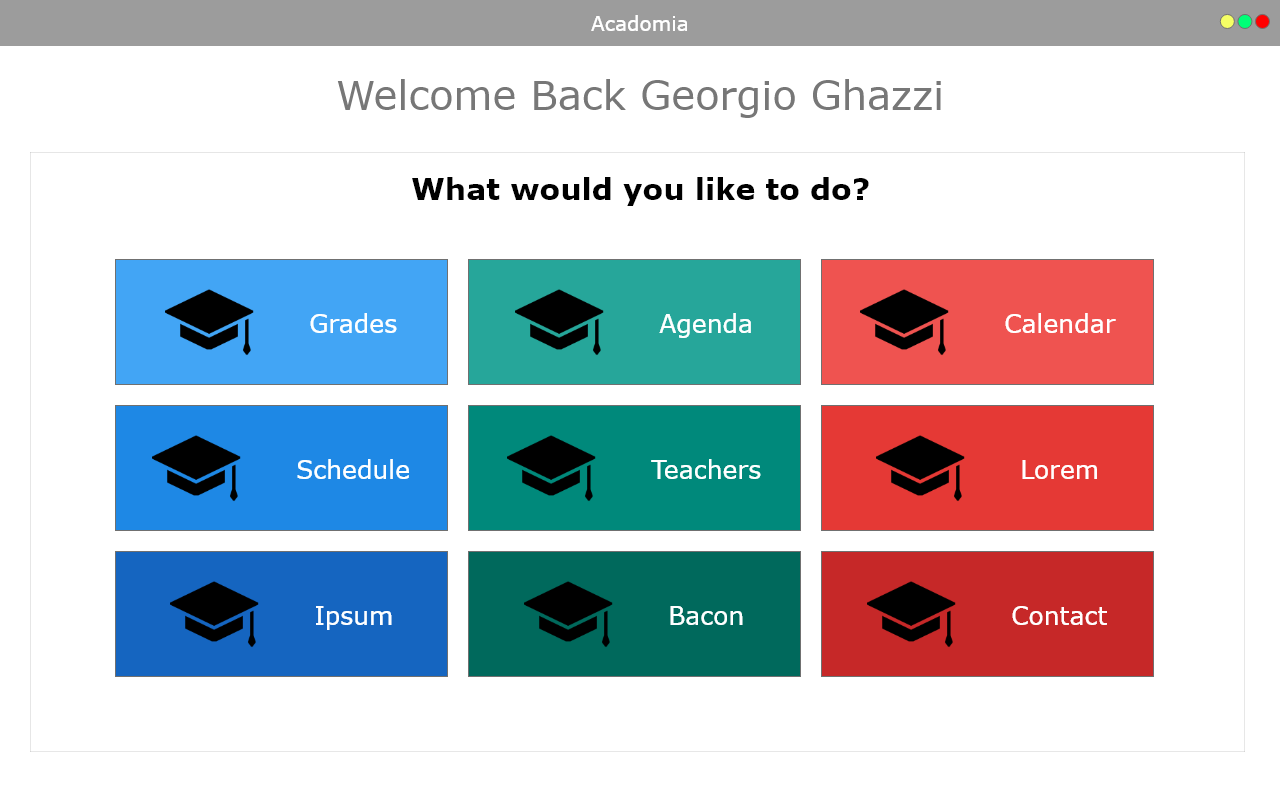 Acadomia
Welcome Back Georgio Ghazzi
What would you like to do?
Grades
Agenda
Calendar
Schedule
Teachers
Lorem
Ipsum
Bacon
Contact